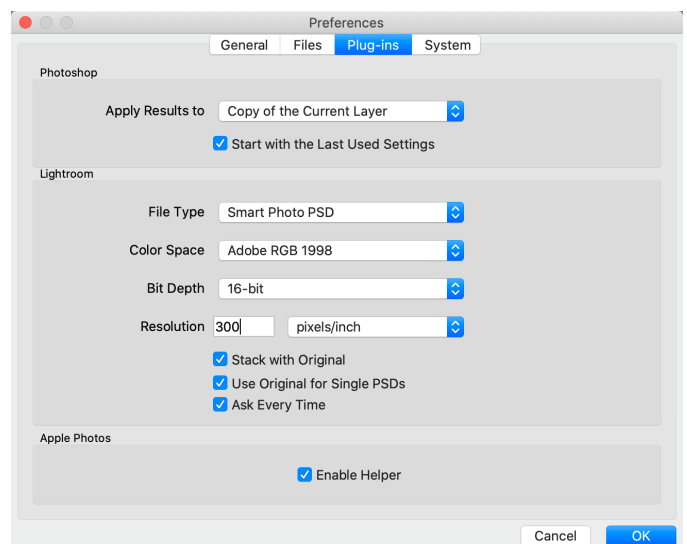 Preferences
General Files Plug-ins System
Photoshop
Apply Results to Copy of the Current Layer
Start with the Last Used Settings
Lightroom
File Type Smart Photo PSD
Color Space Adobe RGB 1998
Bit Depth 16-bit
Resolution 300 pixels/inch
Stack with Original
Use Original for Single PSDs
Ask Every Time
Apple Photos
Enable Helper
Cancel OK